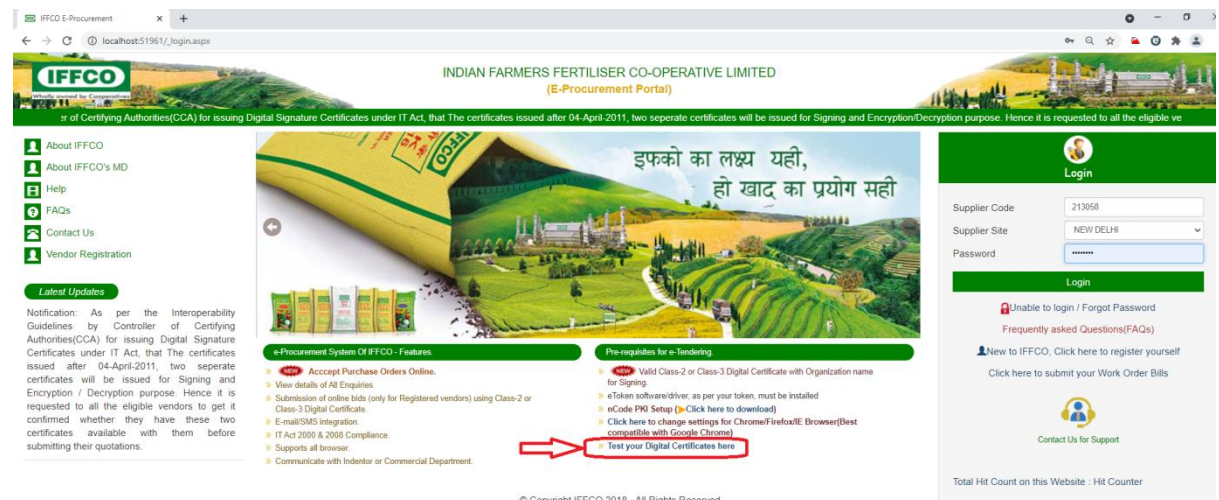 IFFCO E-Procurement
localhost:51961/_login.aspx
IFFCO
Wholly owned by Cooperatives
INDIAN FARMERS FERTILISER CO-OPERATIVE LIMITED
(E-Procurement Portal)
er of Certifying Authorities(CCA) for issuing Digital Signature Certificates under IT Act, that The certificates issued after 04-April-2011, two seperate certificates will be issued for Signing and Encryption/Decryption purpose. Hence it is requested to all the eligible ve
About IFFCO
About IFFCO's MD
Help
FAQs
Contact Us
Vendor Registration
Latest Updates
Notification: As per the Interoperability
Guidelines by Controller of Certifying
Authorities(CCA) for issuing Digital Signature
Certificates under IT Act, that The certificates
issued after 04-April-2011, two seperate
certificates will be issued for Signing and
Encryption / Decryption purpose. Hence it is
requested to all the eligible vendors to get it
confirmed whether they have these two
certificates available with them before
submitting their quotations.
IFFCO
इफको का लक्ष्य यही,
हो खाद का प्रयोग सही
e-Procurement System Of IFFCO - Features.
NEW Acccept Purchase Orders Online.
View details of All Enquiries
Submission of online bids (only for Registered vendors) using Class-2 or
Class-3 Digital Certificate.
E-mail/SMS integration.
IT Act 2000 & 2008 Compliance.
Supports all browser.
Communicate with Indentor or Commercial Department.
Pre-requisites for e-Tendering.
NEW Valid Class-2 or Class-3 Digital Certificate with Organization name
for Signing.
eToken software/driver, as per your token, must be installed
nCode PKI Setup (Click here to download)
Click here to change settings for Chrome/Firefox/IE Browser(Best
compatible with Google Chrome)
Test your Digital Certificates here
Login
Supplier Code 213058
Supplier Site NEW DELHI
Password ••••••••
Login
Unable to login / Forgot Password
Frequently asked Questions(FAQs)
New to IFFCO, Click here to register yourself
Click here to submit your Work Order Bills
Contact Us for Support
Total Hit Count on this Website : Hit Counter
© Copyright IFFCO 2018 - All Rights Reserved